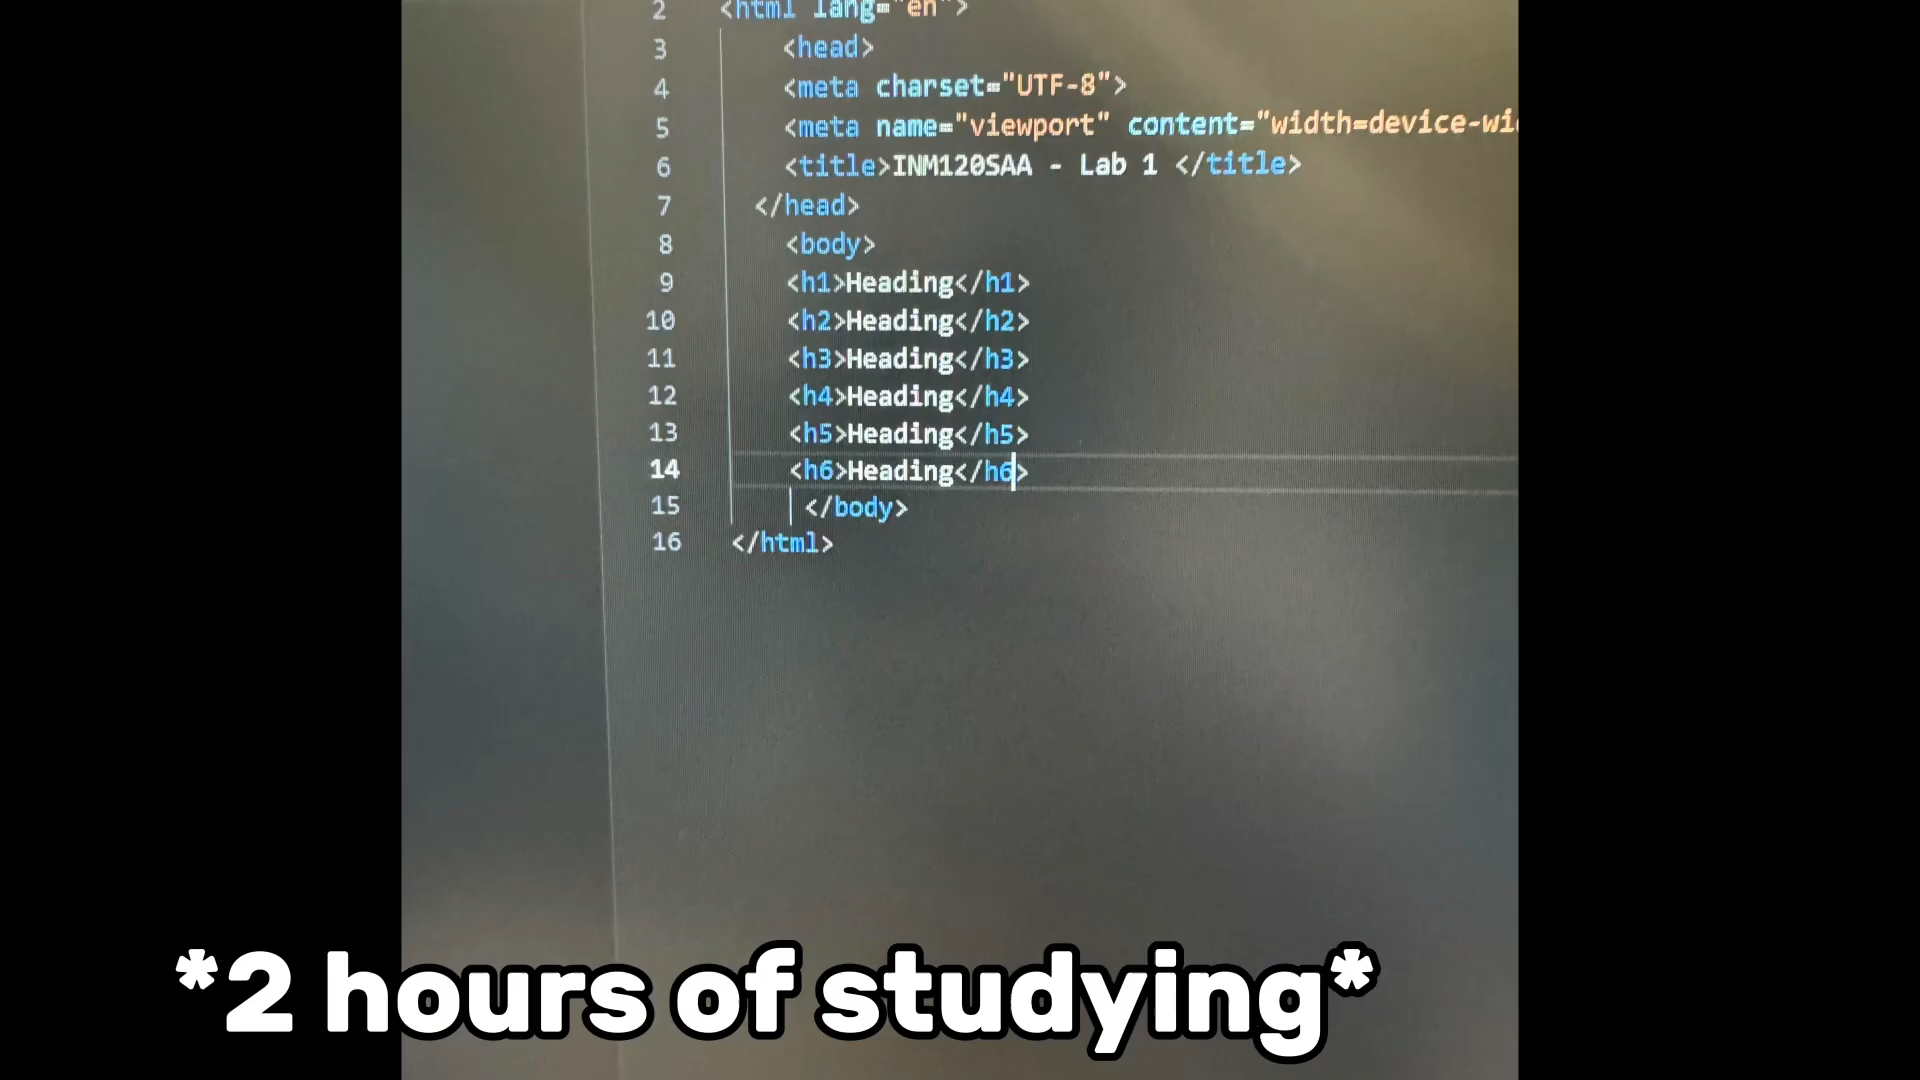 2 <html lang="en">
3 <head>
4 <meta charset="UTF-8">
5 <meta name="viewport" content="width=device-wi
6 <title>INM120SAA - Lab 1 </title>
7 </head>
8 <body>
9 <h1>Heading</h1>
10 <h2>Heading</h2>
11 <h3>Heading</h3>
12 <h4>Heading</h4>
13 <h5>Heading</h5>
14 <h6>Heading</h6>
15 </body>
16 </html>
*2 hours of studying*